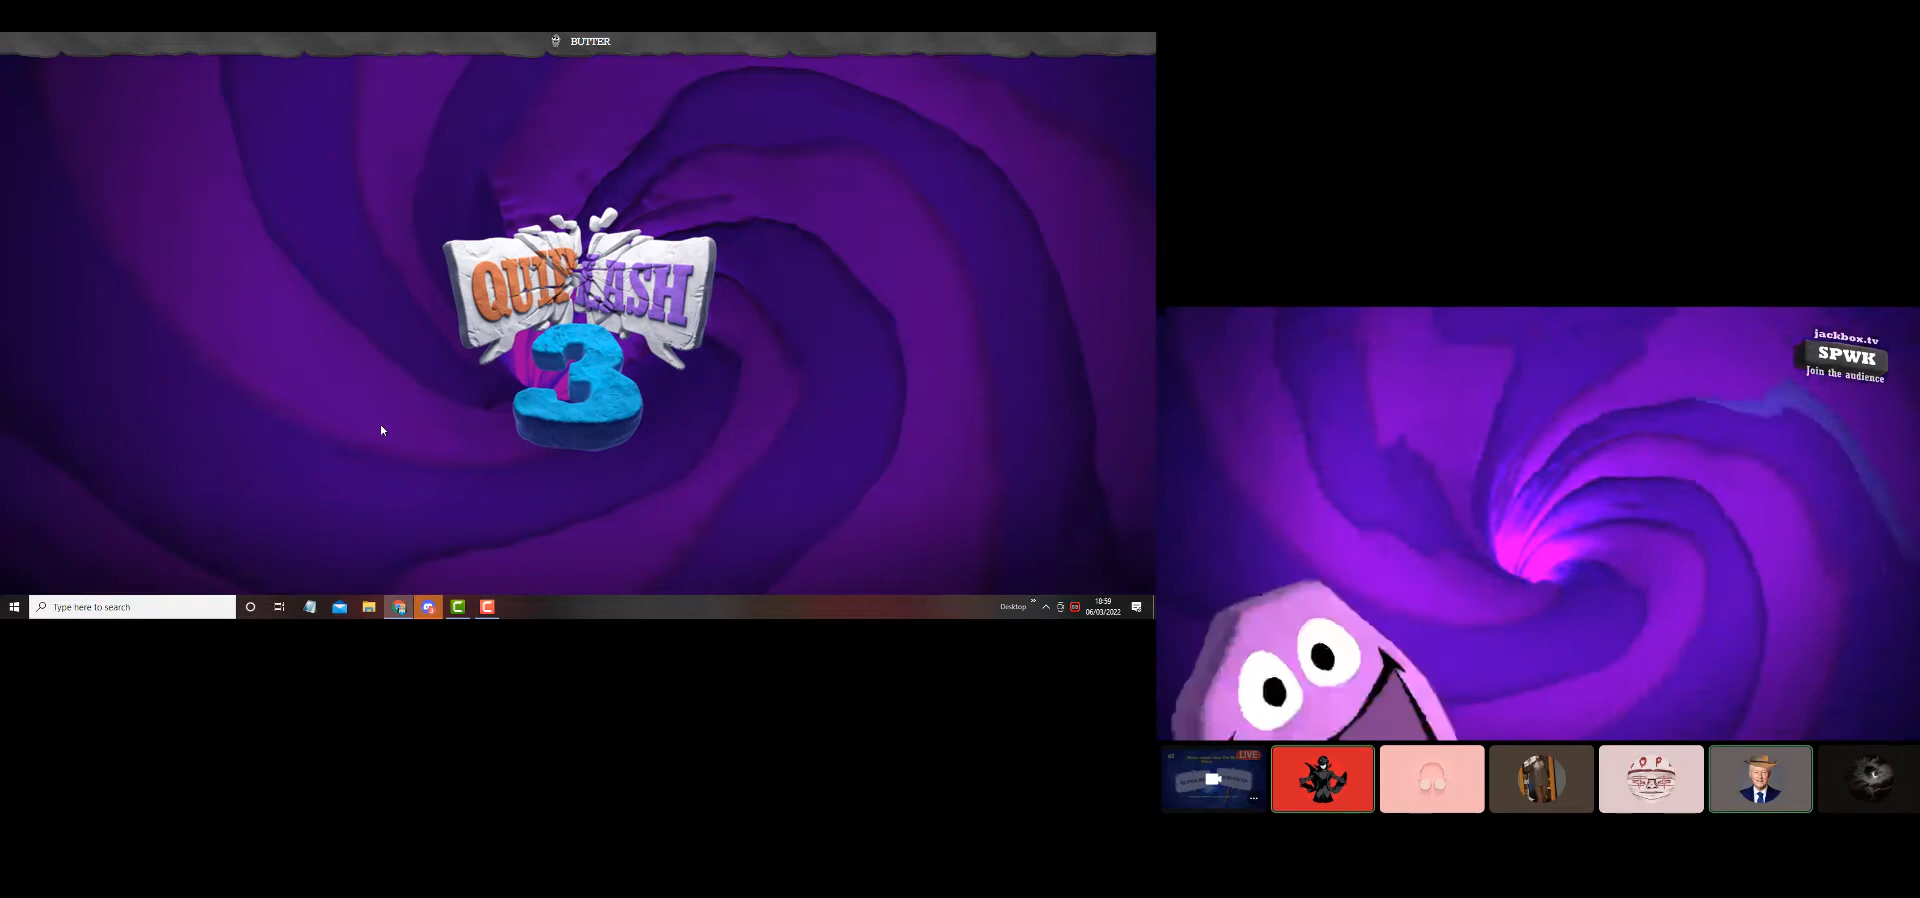 BUTTER
QUIPLASH
3
Type here to search
Desktop
18:59
06/03/2022
jackbox.tv
SPWK
Join the audience
LIVE